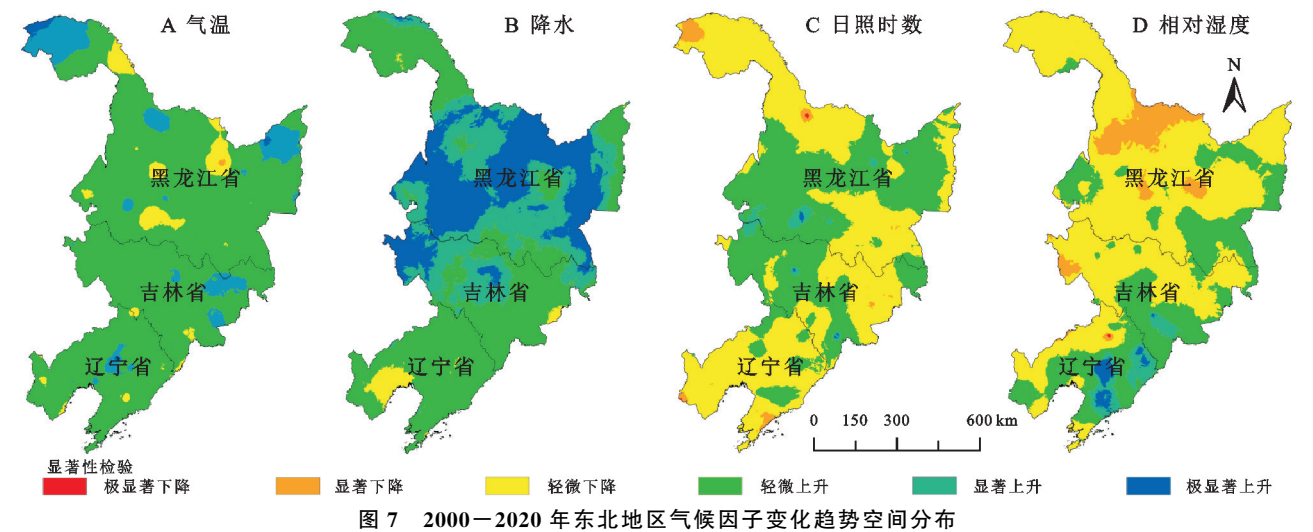 A 气温
B 降水
C 日照时数
D 相对湿度
N
黑龙江省
黑龙江省
黑龙江省
黑龙江省
吉林省
吉林省
吉林省
吉林省
辽宁省
辽宁省
辽宁省
辽宁省
0 150 300 600 km
显著性检验
极显著下降 显著下降 轻微下降 轻微上升 显著上升 极显著上升
图 7 2000－2020 年东北地区气候因子变化趋势空间分布